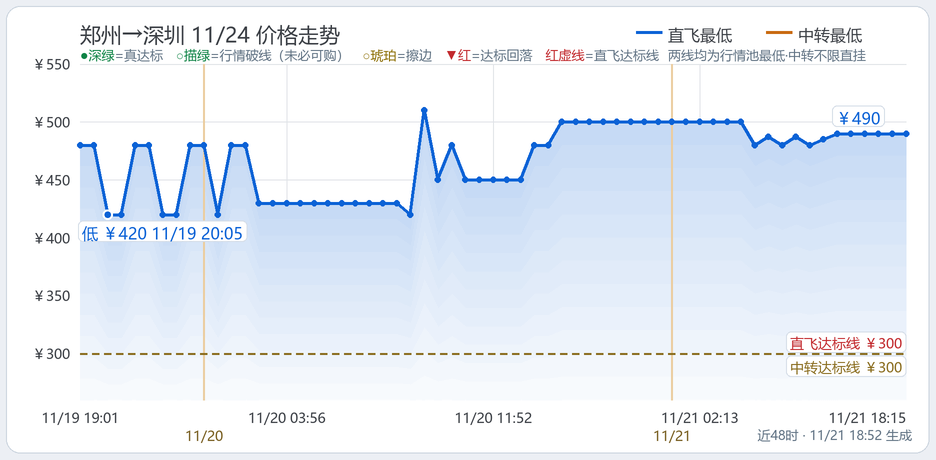 郑州→深圳 11/24 价格走势
直飞最低 中转最低
●深绿=真达标 ○描绿=行情破线（未必可购） ○琥珀=擦边 ▼红=达标回落 红虚线=直飞达标线 两线均为行情池最低·中转不限直挂
¥550
¥500
¥490
¥450
低 ¥420 11/19 20:05
¥400
¥350
直飞达标线 ¥300
¥300
中转达标线 ¥300
11/19 19:01 11/20 03:56 11/20 11:52 11/21 02:13 11/21 18:15
11/20 11/21
近48时 · 11/21 18:52 生成